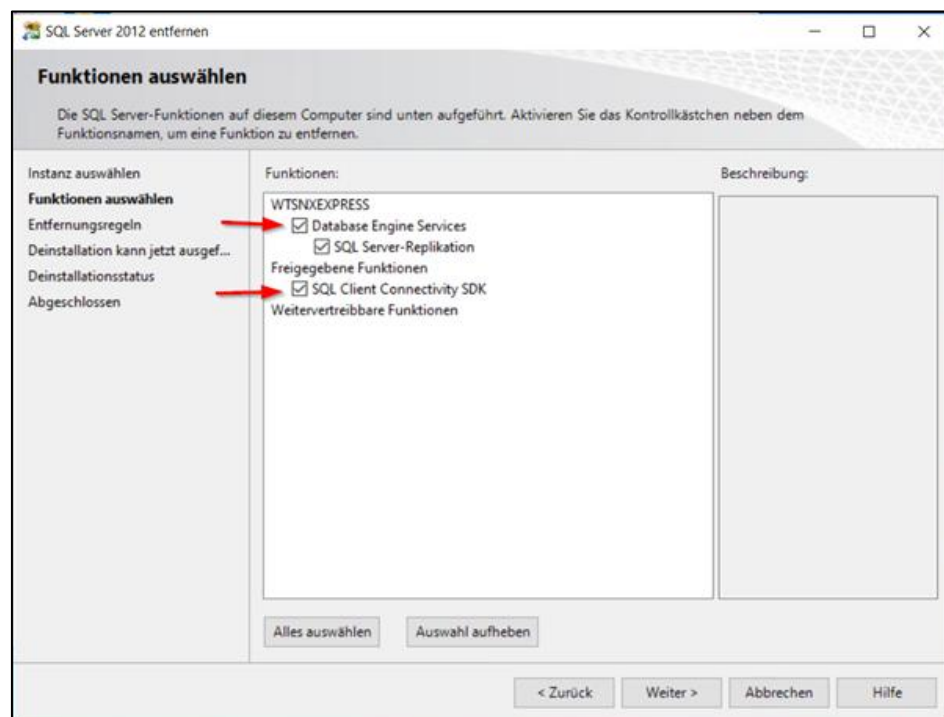 SQL Server 2012 entfernen
Funktionen auswählen
Die SQL Server-Funktionen auf diesem Computer sind unten aufgeführt. Aktivieren Sie das Kontrollkästchen neben dem
Funktionsnamen, um eine Funktion zu entfernen.
Instanz auswählen
Funktionen auswählen
Entfernungsregeln
Deinstallation kann jetzt ausgef...
Deinstallationsstatus
Abgeschlossen
Funktionen:
WTSNXEXPRESS
Database Engine Services
SQL Server-Replikation
Freigegebene Funktionen
SQL Client Connectivity SDK
Weitervertreibbare Funktionen
Beschreibung:
Alles auswählen
Auswahl aufheben
< Zurück
Weiter >
Abbrechen
Hilfe